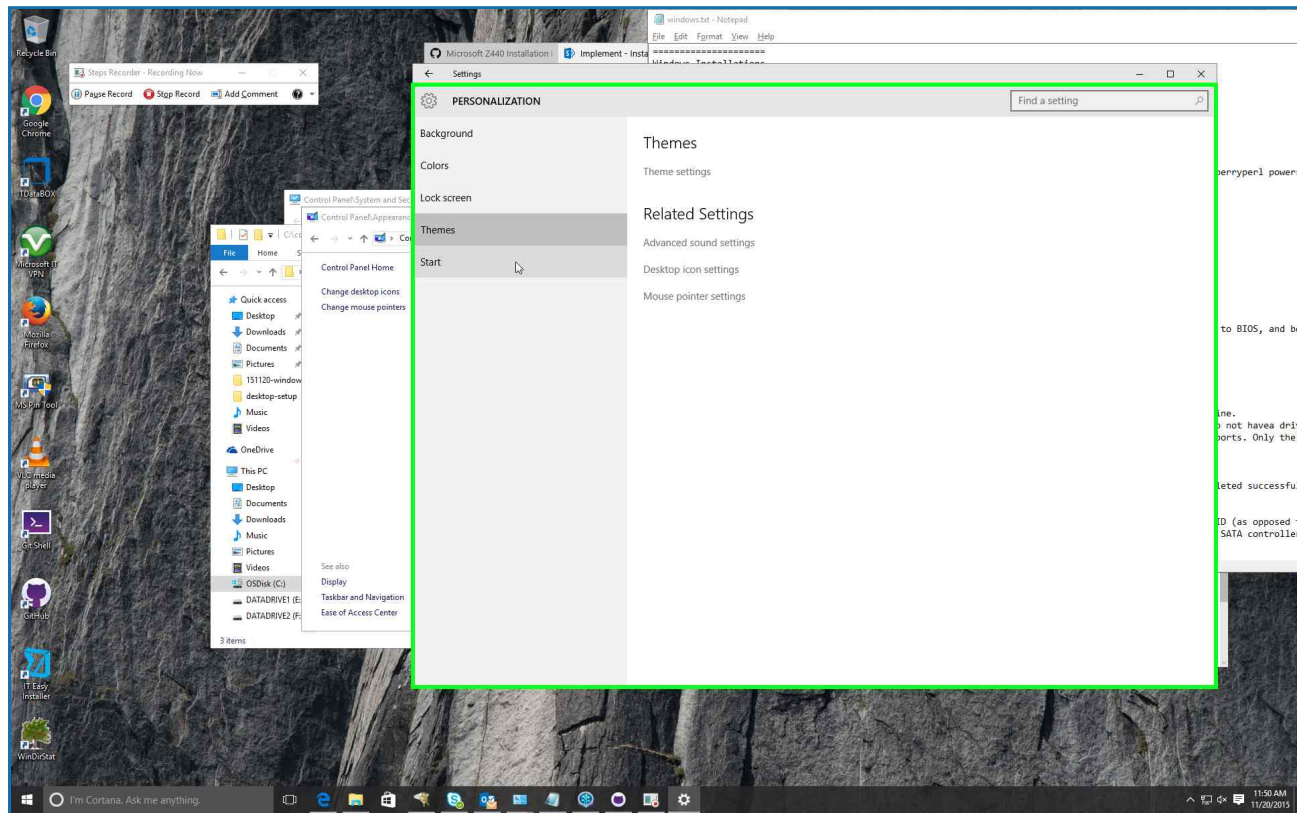 Recycle Bin
Google
Chrome
TDataBOX
Microsoft IT
VPN
Mozilla
Firefox
MS Pin Tool
VLC media
player
Git Shell
GitHub
IT Easy
Installer
WinDirStat
Steps Recorder - Recording Now
Pause Record
Stop Record
Add Comment
windows.txt - Notepad
File Edit Format View Help
=====================
Windows Installations
Microsoft Z440 Installation
Implement - Insta
Control Panel\System and Sec
Control Panel\Appearanc
File
Home
Quick access
Desktop
Downloads
Documents
Pictures
151120-window
desktop-setup
Music
Videos
OneDrive
This PC
Desktop
Documents
Downloads
Music
Pictures
Videos
OSDisk (C:)
DATADRIVE1 (E:
DATADRIVE2 (F:
3 items
Control Panel Home
Change desktop icons
Change mouse pointers
See also
Display
Taskbar and Navigation
Ease of Access Center
Settings
PERSONALIZATION
Find a setting
Background
Colors
Lock screen
Themes
Start
Themes
Theme settings
Related Settings
Advanced sound settings
Desktop icon settings
Mouse pointer settings
erryperl power
to BIOS, and b
ine.
not havea dri
orts. Only the
leted successfu
ID (as opposed
SATA controlle
I'm Cortana. Ask me anything.
11:50 AM
11/20/2015